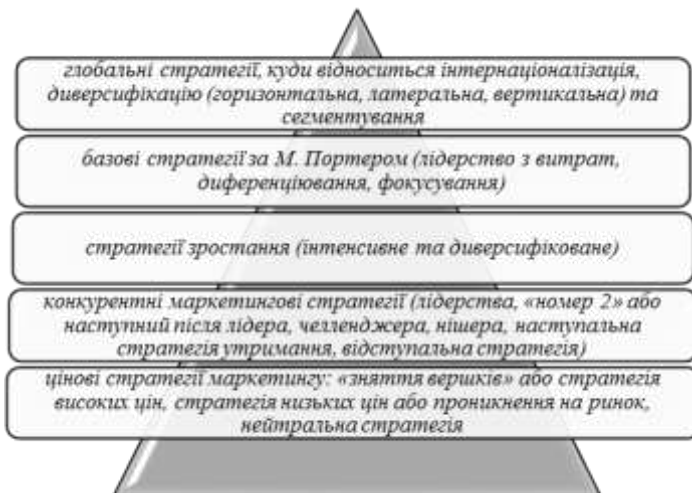 глобальні стратегії, куди відноситься інтернаціоналізація,
диверсифікацію (горизонтальна, латеральна, вертикальна) та
сегментування
базові стратегії за М. Портером (лідерство з витрат,
диференціювання, фокусування)
стратегії зростання (інтенсивне та диверсифіковане)
конкурентні маркетингові стратегії (лідерства, «номер 2» або
наступний після лідера, челленджера, нішера, наступальна
стратегія утримання, відступальна стратегія)
цінові стратегії маркетингу: «зняття вершків» або стратегія
високих цін, стратегія низьких цін або проникнення на ринок,
нейтральна стратегія